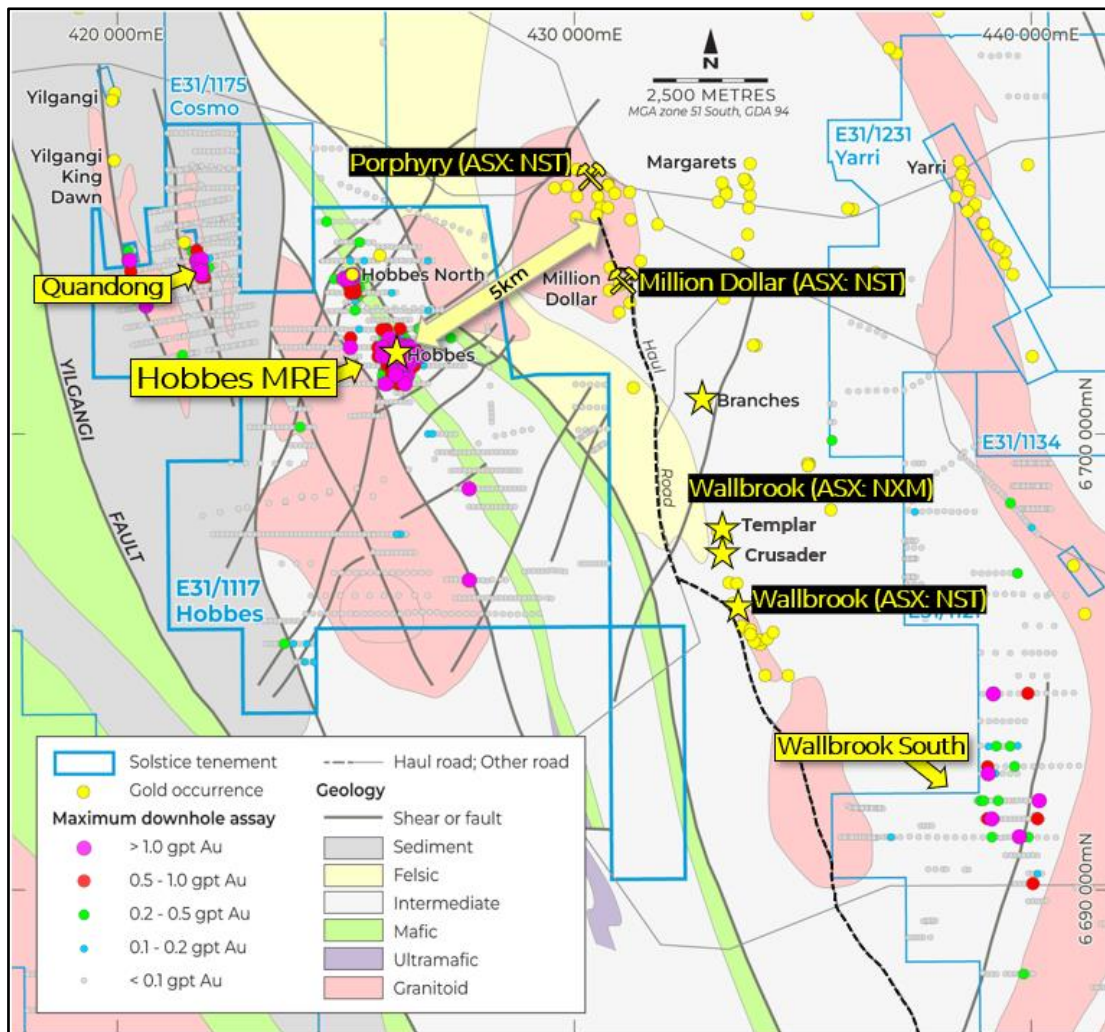 420 000mE
430 000mE
440 000mE
N
2,500 METRES
MGA zone 51 South, GDA 94
E31/1175
Cosmo
Yilgangi
Yilgangi
King
Dawn
Porphyry (ASX: NST)
Margarets
E31/1231
Yarri
Yarri
Quandong
Hobbes North
5km
Million
Dollar
Million Dollar (ASX: NST)
Hobbes
Hobbes MRE
Haul
Road
Branches
YILGANGI
FAULT
E31/1134
6 700 000mN
Wallbrook (ASX: NXM)
Templar
Crusader
E31/1117
Hobbes
Wallbrook (ASX: NST)
Wallbrook South
6 690 000mN
Solstice tenement
Gold occurrence
Maximum downhole assay
> 1.0 gpt Au
0.5 - 1.0 gpt Au
0.2 - 0.5 gpt Au
0.1 - 0.2 gpt Au
< 0.1 gpt Au
Haul road; Other road
Geology
Shear or fault
Sediment
Felsic
Intermediate
Mafic
Ultramafic
Granitoid